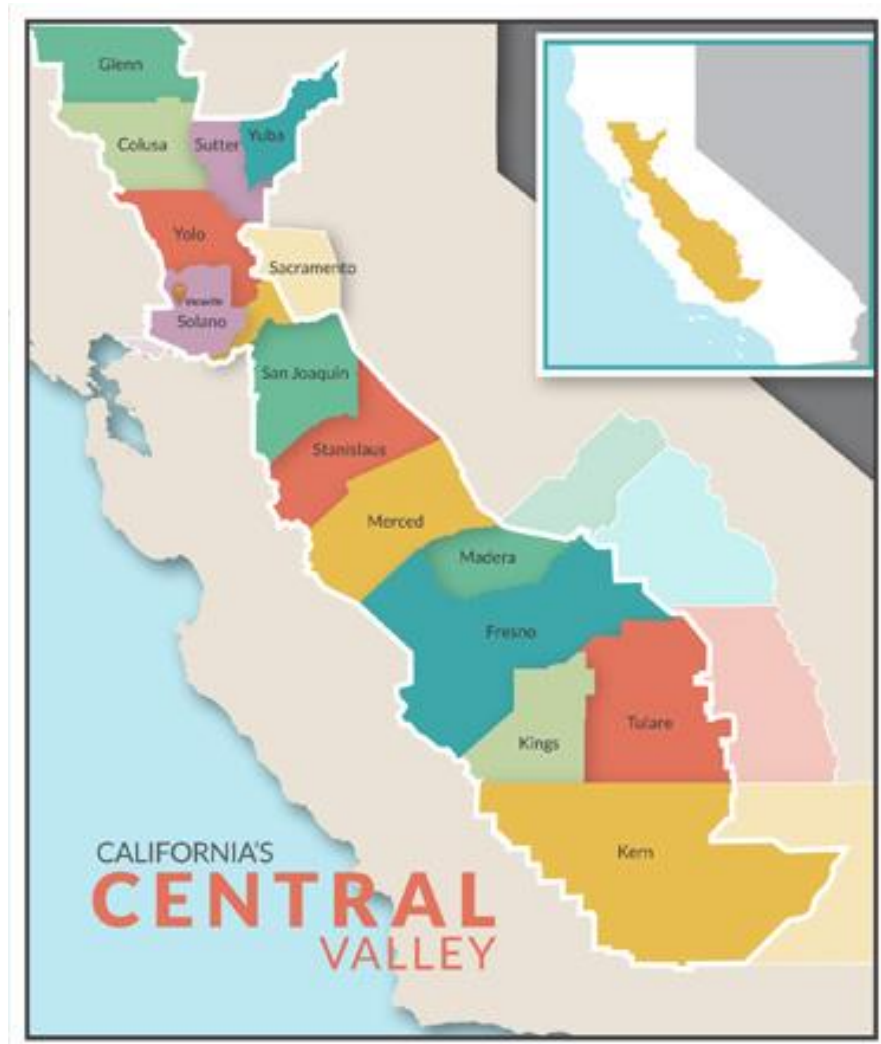 Glenn
Colusa
Sutter
Yuba
Yolo
Sacramento
Vacaville
Solano
San Joaquin
Stanislaus
Merced
Madera
Fresno
Kings
Tulare
Kern
CALIFORNIA'S
CENTRAL
VALLEY